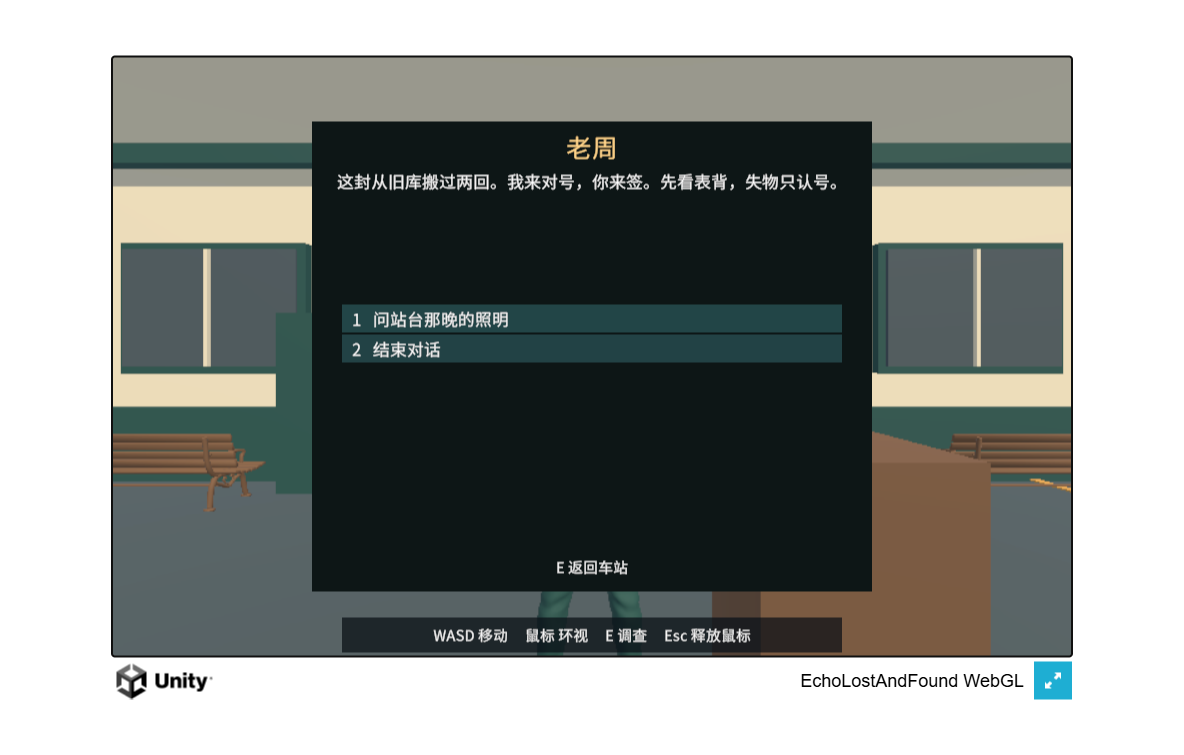 老周
这封从旧库搬过两回。我来对号，你来签。先看表背，失物只认号。
1 问站台那晚的照明
2 结束对话
E 返回车站
WASD 移动 鼠标 环视 E 调查 Esc 释放鼠标
Unity
EchoLostAndFound WebGL